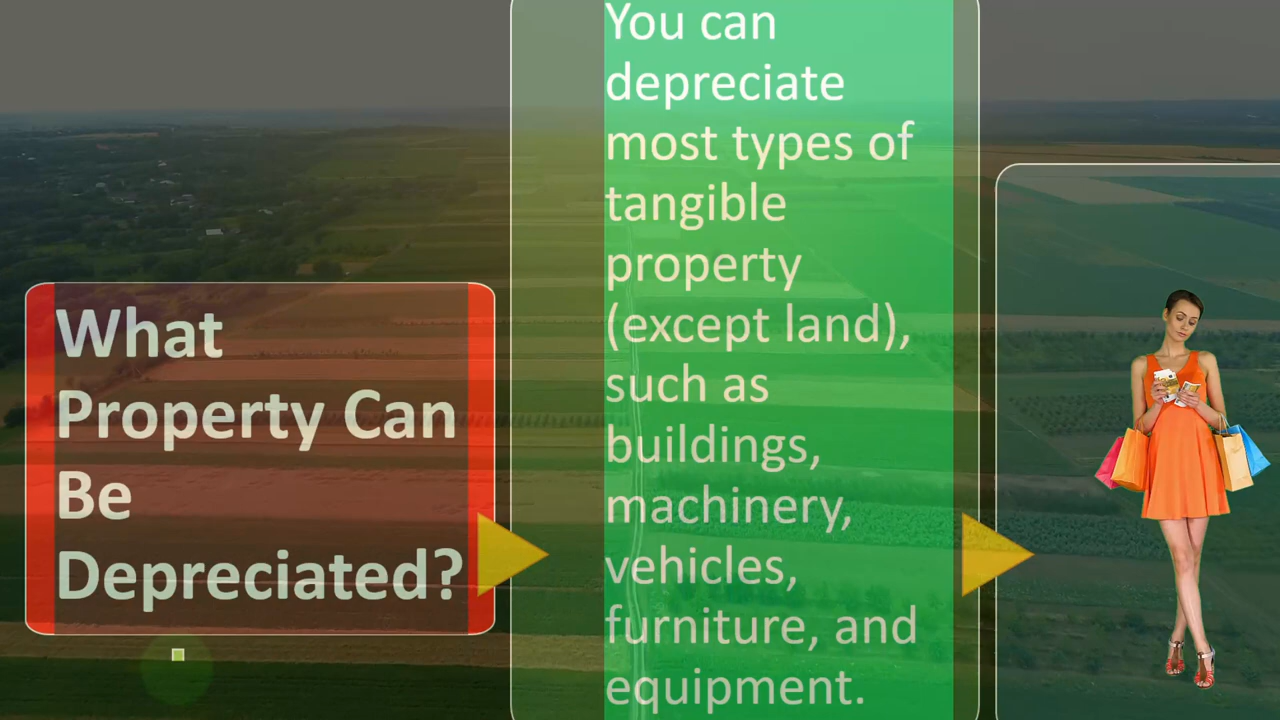 What
Property Can
Be
Depreciated?
You can
depreciate
most types of
tangible
property
(except land),
such as
buildings,
machinery,
vehicles,
furniture, and
equipment.